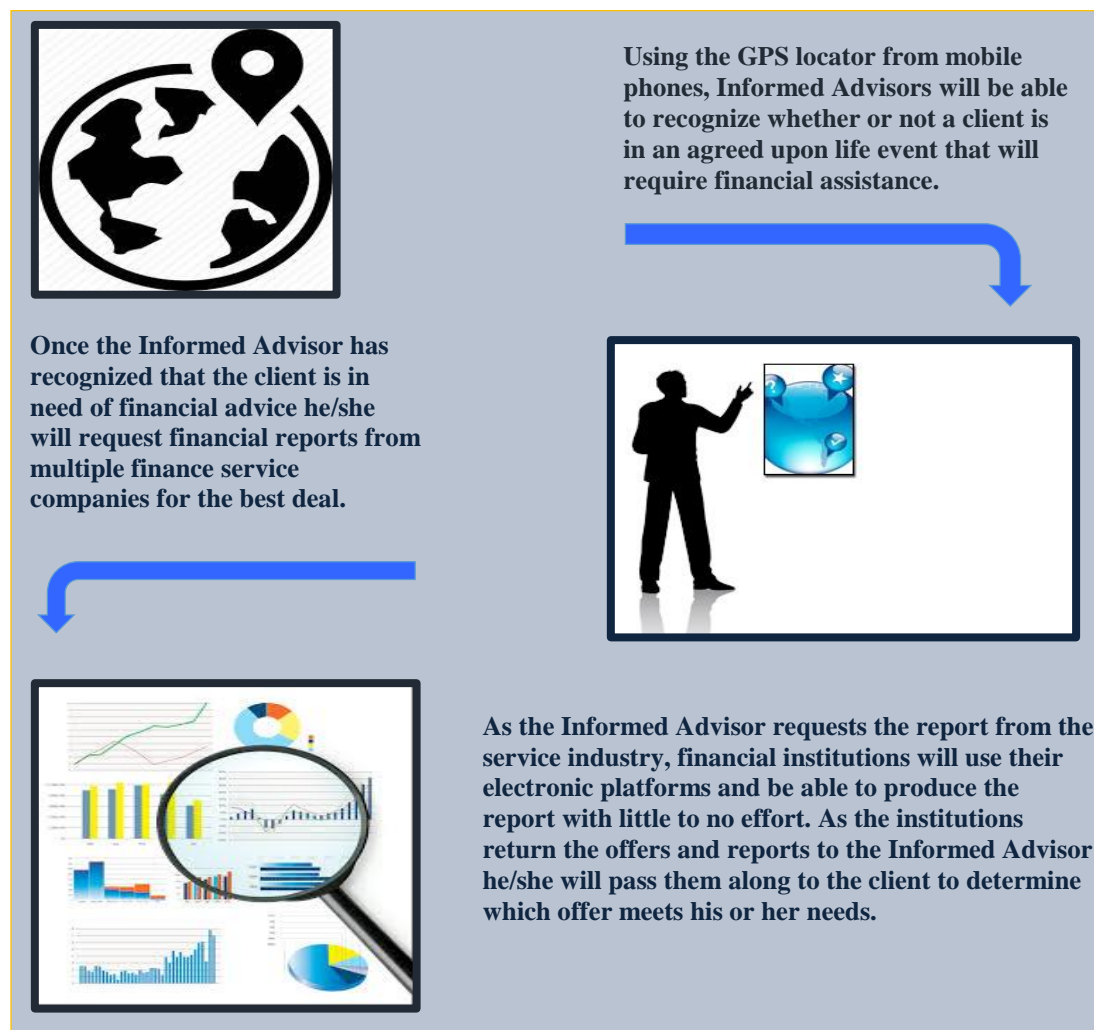 Using the GPS locator from mobile
phones, Informed Advisors will be able
to recognize whether or not a client is
in an agreed upon life event that will
require financial assistance.
Once the Informed Advisor has
recognized that the client is in
need of financial advice he/she
will request financial reports from
multiple finance service
companies for the best deal.
?
As the Informed Advisor requests the report from the
service industry, financial institutions will use their
electronic platforms and be able to produce the
report with little to no effort. As the institutions
return the offers and reports to the Informed Advisor
he/she will pass them along to the client to determine
which offer meets his or her needs.